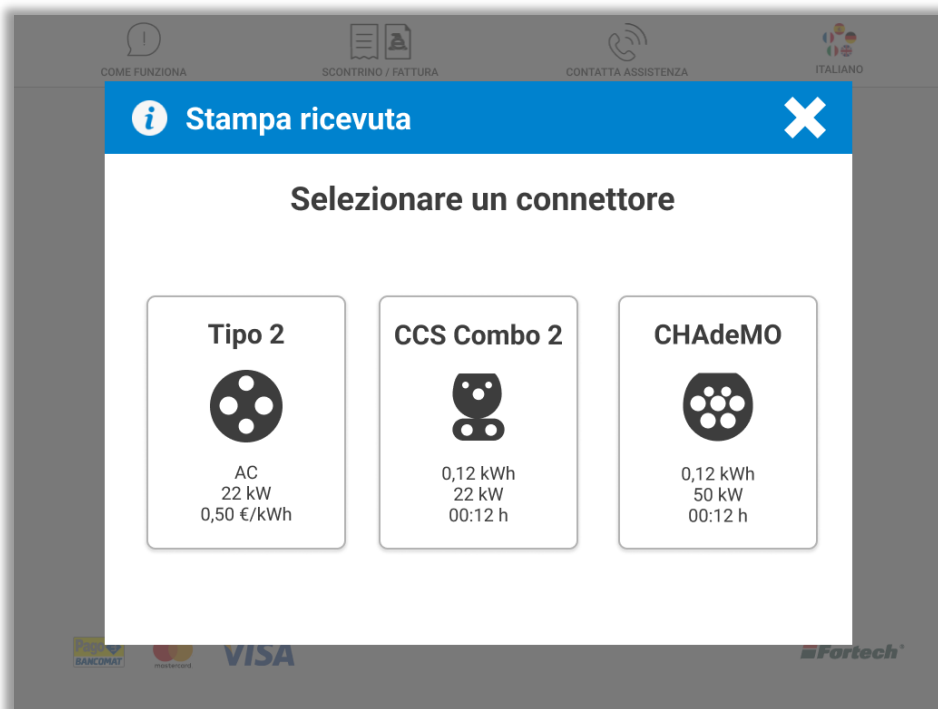 COME FUNZIONA
SCONTRINO / FATTURA
CONTATTA ASSISTENZA
ITALIANO
i Stampa ricevuta
Selezionare un connettore
Tipo 2
AC
22 kW
0,50 €/kWh
CCS Combo 2
0,12 kWh
22 kW
00:12 h
CHAdeMO
0,12 kWh
50 kW
00:12 h
Pago
BANCOMAT
mastercard
VISA
Fortech